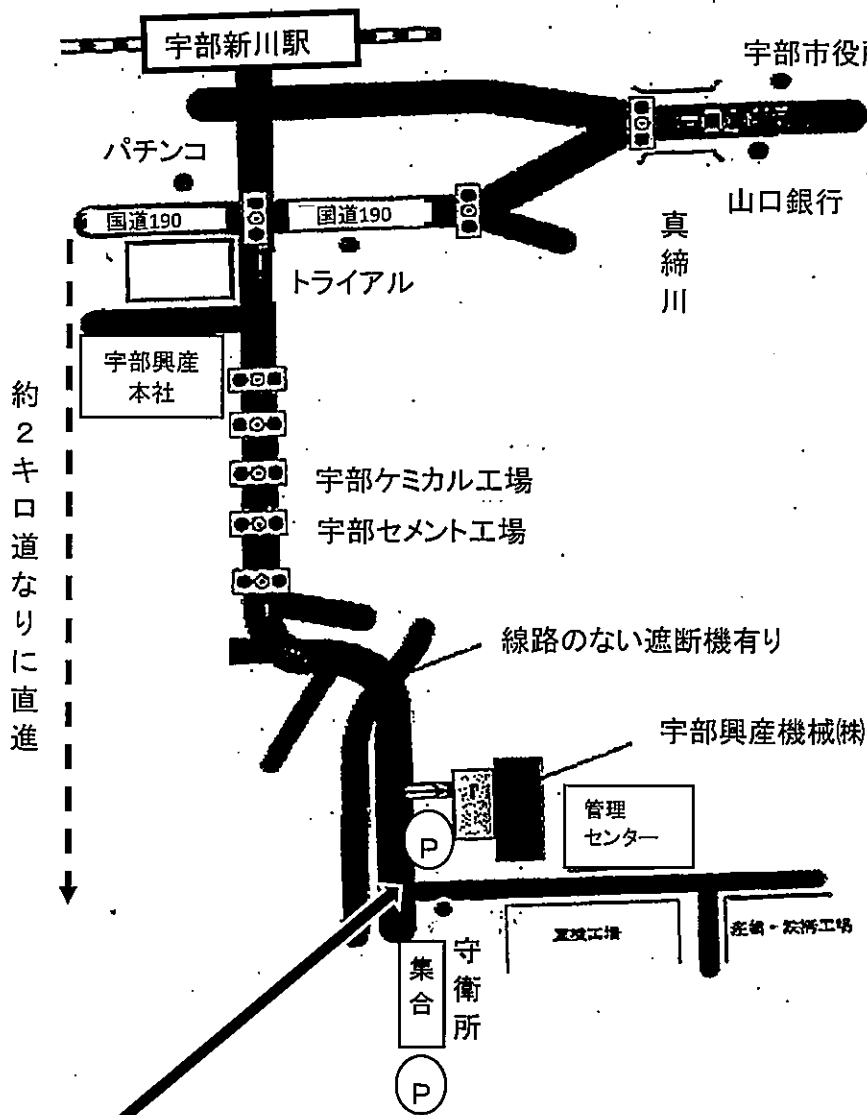 宇部新川駅
宇部市役
パチンコ
国道190
国道190
山口銀行
トライアル
真締川
宇部興産
本社
約2キロ道なりに直進
宇部ケミカル工場
宇部セメント工場
線路のない遮断機有り
宇部興産機械㈱
管理
センター
P
守衛所
集合
P